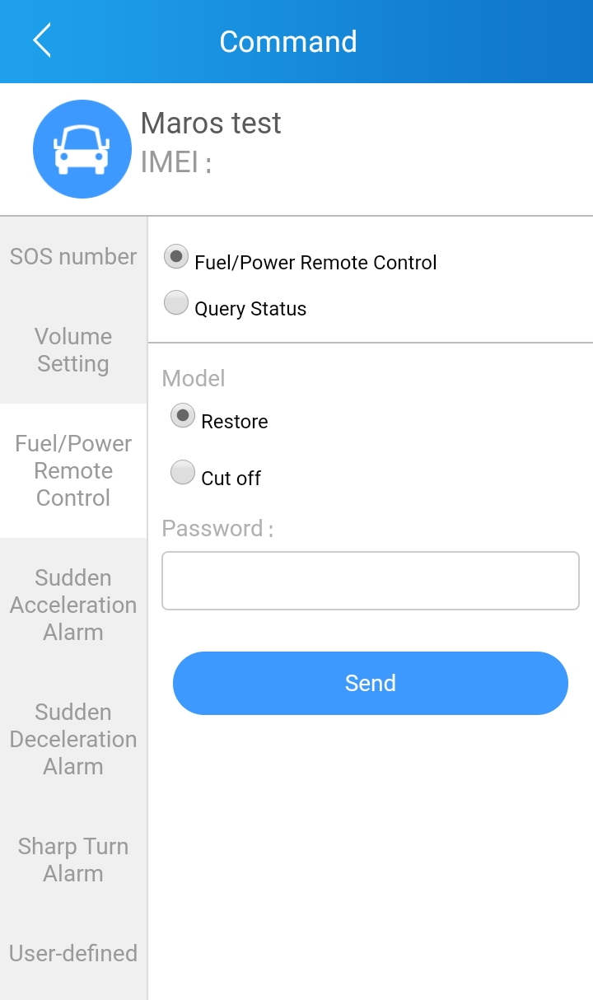 Command
Maros test
IMEI :
SOS number
Volume
Setting
Fuel/Power
Remote
Control
Sudden
Acceleration
Alarm
Sudden
Deceleration
Alarm
Sharp Turn
Alarm
User-defined
Fuel/Power Remote Control
Query Status
Model
Restore
Cut off
Password :
Send